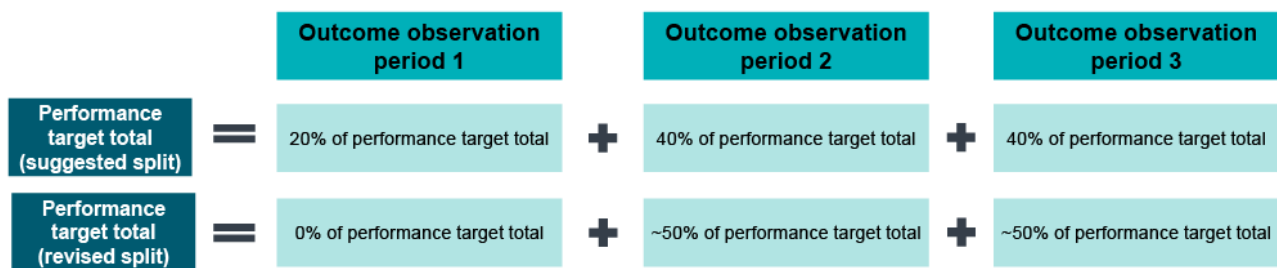 Outcome observation
period 1
Outcome observation
period 2
Outcome observation
period 3
Performance
target total
(suggested split)
=
20% of performance target total
+
40% of performance target total
+
40% of performance target total
Performance
target total
(revised split)
=
0% of performance target total
+
~50% of performance target total
+
~50% of performance target total